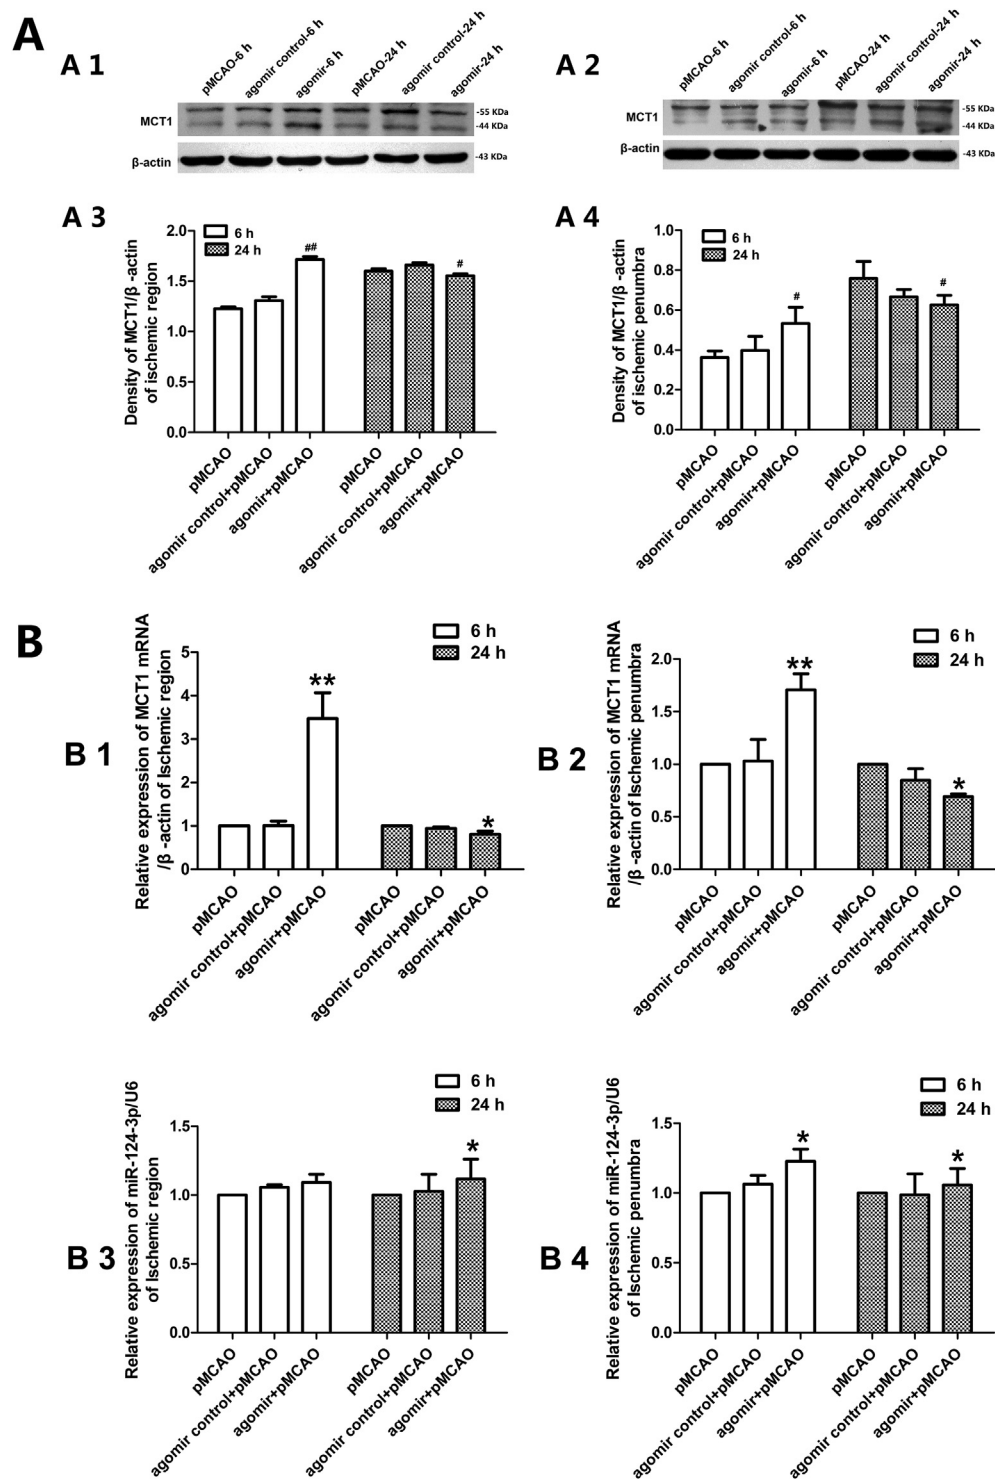 A
A 1
pMCAO-6 h
agomir control-6 h
agomir-6 h
pMCAO-24 h
agomir control-24 h
agomir-24 h
MCT1
-55 KDa
-44 KDa
β-actin
-43 KDa
A 2
pMCAO-6 h
agomir control-6 h
agomir-6 h
pMCAO-24 h
agomir control-24 h
agomir-24 h
MCT1
-55 KDa
-44 KDa
β-actin
-43 KDa
A 3
Density of MCT1/β -actin
of ischemic region
2.0
1.5
1.0
0.5
0.0
6 h
24 h
##
#
pMCAO
agomir control+pMCAO
agomir+pMCAO
pMCAO
agomir control+pMCAO
agomir+pMCAO
A 4
Density of MCT1/β -actin
of ischemic penumbra
1.0
0.8
0.6
0.4
0.2
0.0
6 h
24 h
#
#
pMCAO
agomir control+pMCAO
agomir+pMCAO
pMCAO
agomir control+pMCAO
agomir+pMCAO
B
B 1
Relative expression of MCT1 mRNA
/β -actin of Ischemic region
5
4
3
2
1
0
6 h
24 h
**
*
pMCAO
agomir control+pMCAO
agomir+pMCAO
pMCAO
agomir control+pMCAO
agomir+pMCAO
B 2
Relative expression of MCT1 mRNA
/β -actin of Ischemic penumbra
2.0
1.5
1.0
0.5
0.0
6 h
24 h
**
*
pMCAO
agomir control+pMCAO
agomir+pMCAO
pMCAO
agomir control+pMCAO
agomir+pMCAO
B 3
Relative expression of miR-124-3p/U6
of Ischemic region
1.5
1.0
0.5
0.0
6 h
24 h
*
pMCAO
agomir control+pMCAO
agomir+pMCAO
pMCAO
agomir control+pMCAO
agomir+pMCAO
B 4
Relative expression of miR-124-3p/U6
of Ischemic penumbra
1.5
1.0
0.5
0.0
6 h
24 h
*
*
pMCAO
agomir control+pMCAO
agomir+pMCAO
pMCAO
agomir control+pMCAO
agomir+pMCAO